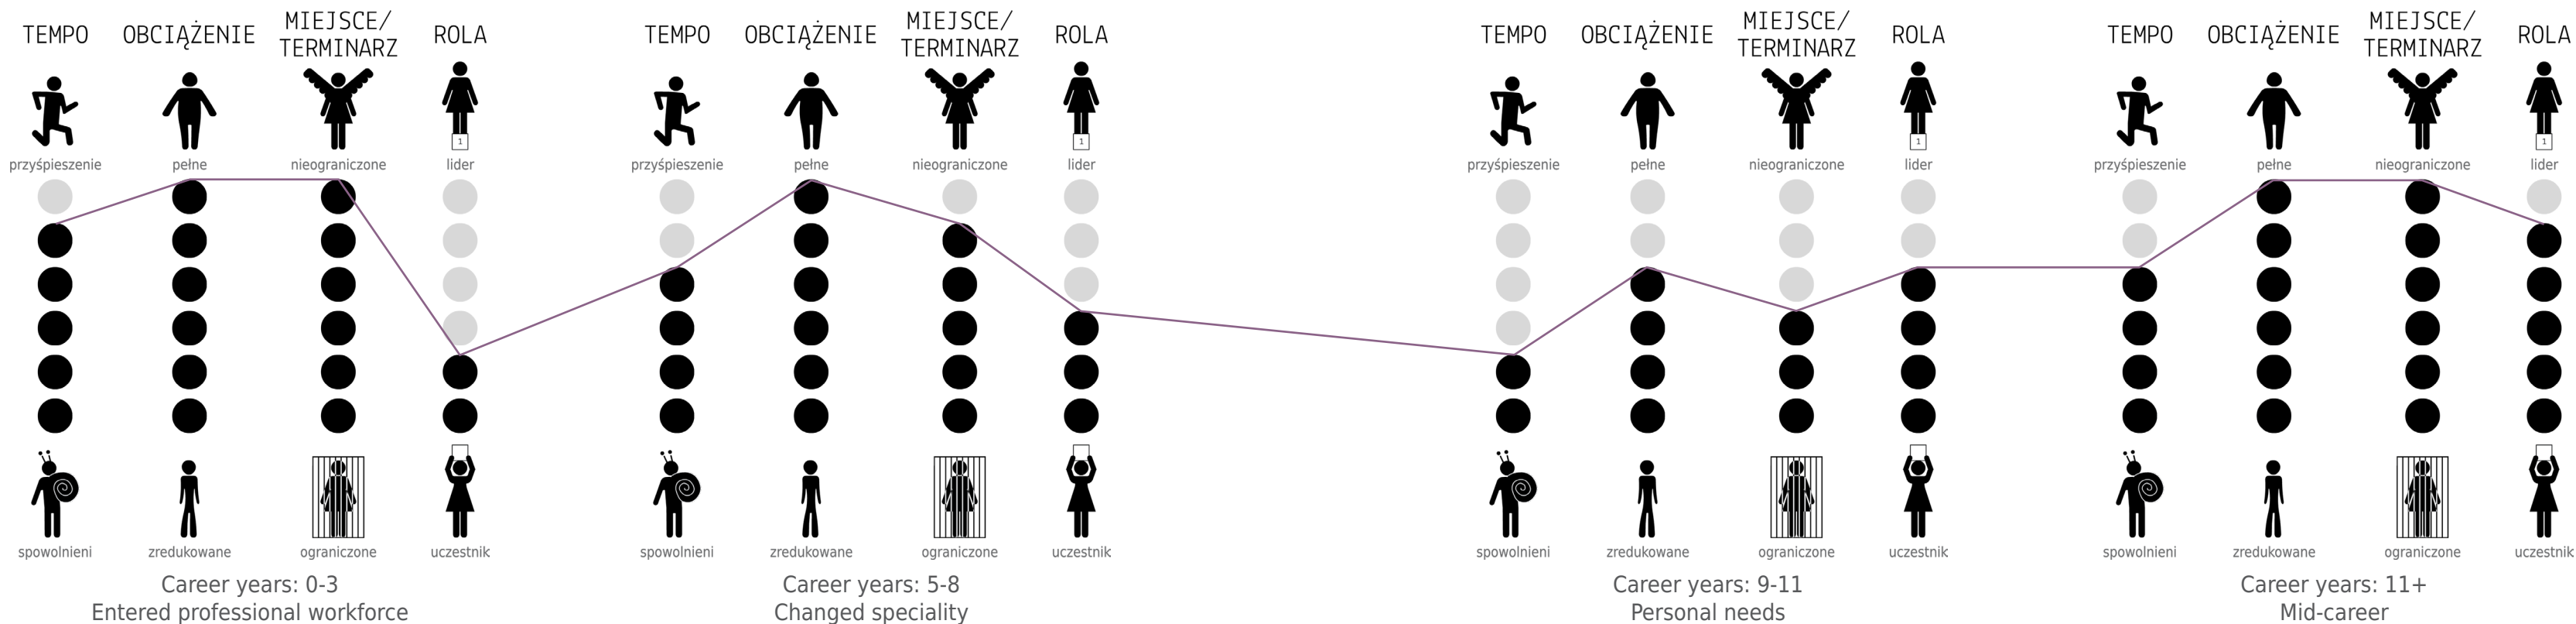 TEMPO
OBCIĄŻENIE
MIEJSCE/
TERMINARZ
ROLA
1
przyśpieszenie
pełne
nieograniczone
lider
spowolnieni
zredukowane
ograniczone
uczestnik
Career years: 0-3
Entered professional workforce
TEMPO
OBCIĄŻENIE
MIEJSCE/
TERMINARZ
ROLA
1
przyśpieszenie
pełne
nieograniczone
lider
spowolnieni
zredukowane
ograniczone
uczestnik
Career years: 5-8
Changed speciality
TEMPO
OBCIĄŻENIE
MIEJSCE/
TERMINARZ
ROLA
1
przyśpieszenie
pełne
nieograniczone
lider
spowolnieni
zredukowane
ograniczone
uczestnik
Career years: 9-11
Personal needs
TEMPO
OBCIĄŻENIE
MIEJSCE/
TERMINARZ
ROLA
1
przyśpieszenie
pełne
nieograniczone
lider
spowolnieni
zredukowane
ograniczone
uczestnik
Career years: 11+
Mid-career